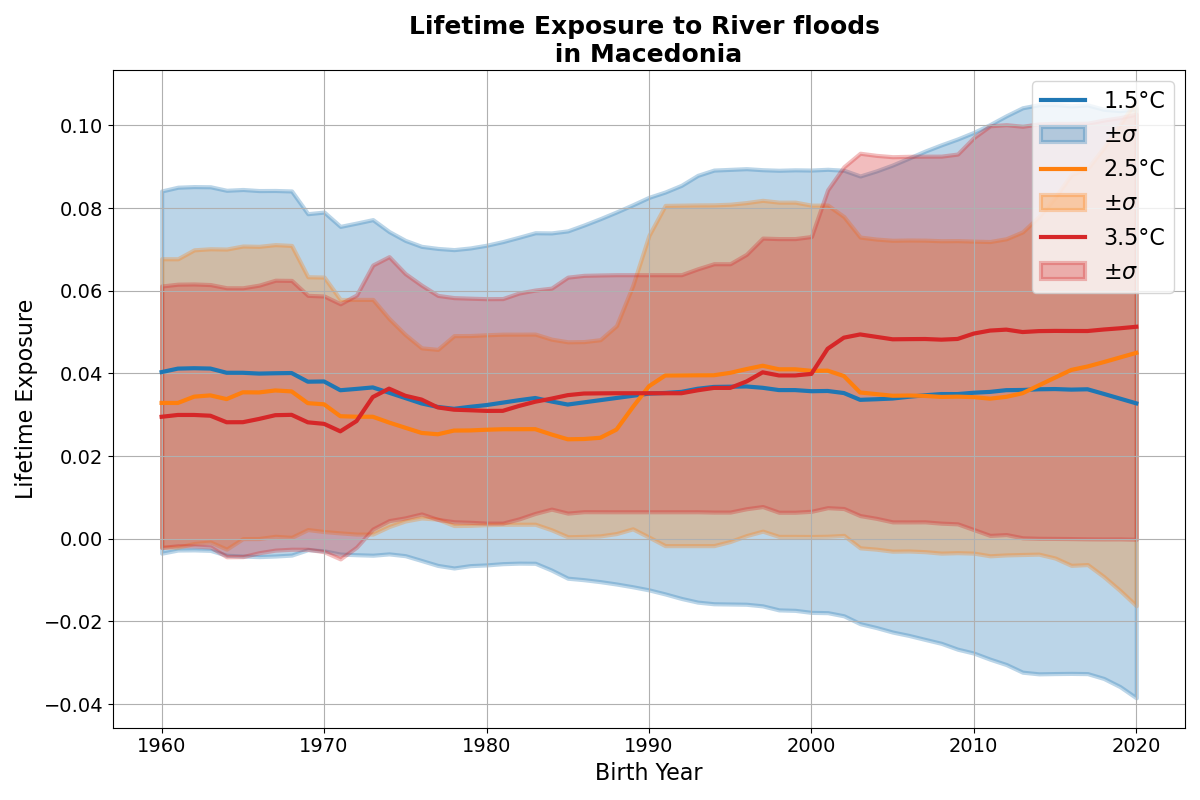 Lifetime Exposure to River floods
in Macedonia
Lifetime Exposure
0.10
0.08
0.06
0.04
0.02
0.00
−0.02
−0.04
1960
1970
1980
1990
2000
2010
2020
Birth Year
1.5°C
±σ
2.5°C
±σ
3.5°C
±σ